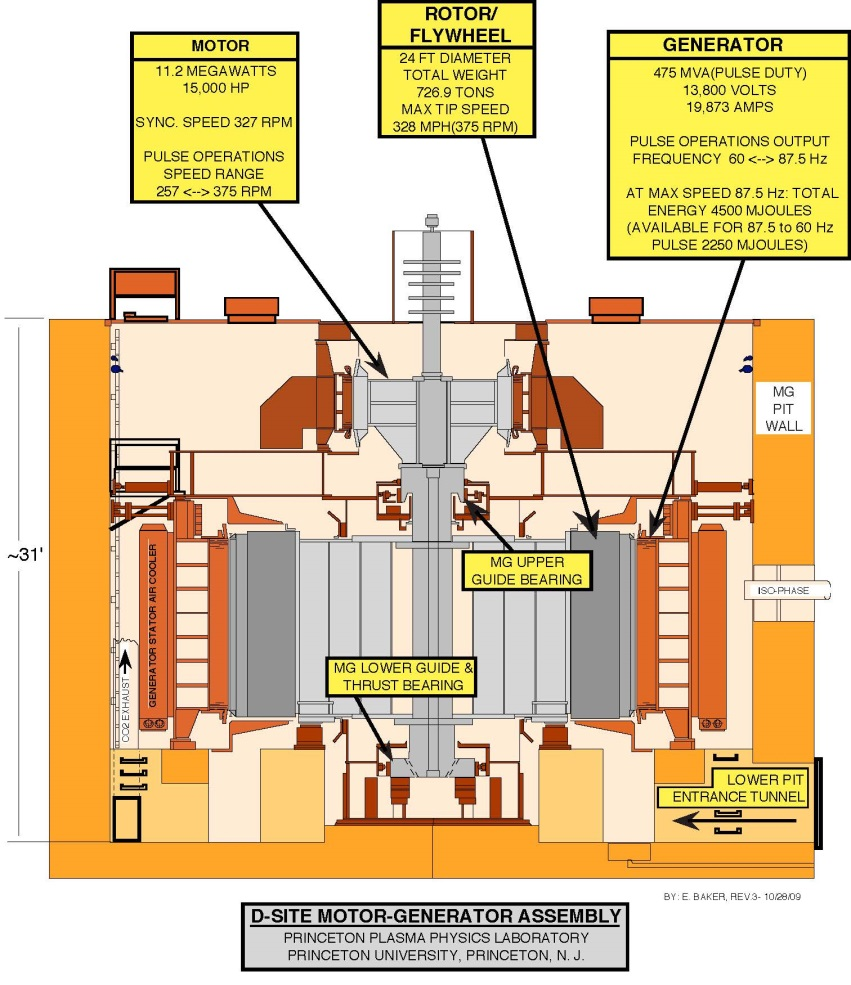 MOTOR
11.2 MEGAWATTS
15,000 HP
SYNC. SPEED 327 RPM
PULSE OPERATIONS
SPEED RANGE
257 <--> 375 RPM
ROTOR/
FLYWHEEL
24 FT DIAMETER
TOTAL WEIGHT
726.9 TONS
MAX TIP SPEED
328 MPH(375 RPM)
GENERATOR
475 MVA(PULSE DUTY)
13,800 VOLTS
19,873 AMPS
PULSE OPERATIONS OUTPUT
FREQUENCY 60 <--> 87.5 Hz
AT MAX SPEED 87.5 Hz: TOTAL
ENERGY 4500 MJOULES
(AVAILABLE FOR 87.5 to 60 Hz
PULSE 2250 MJOULES)
MG
PIT
WALL
~31'
MG UPPER
GUIDE BEARING
ISO-PHASE
GENERATOR STATOR AIR COOLER
CO2 EXHAUST
MG LOWER GUIDE &
THRUST BEARING
LOWER PIT
ENTRANCE TUNNEL
BY: E. BAKER, REV.3- 10/28/09
D-SITE MOTOR-GENERATOR ASSEMBLY
PRINCETON PLASMA PHYSICS LABORATORY
PRINCETON UNIVERSITY, PRINCETON, N. J.